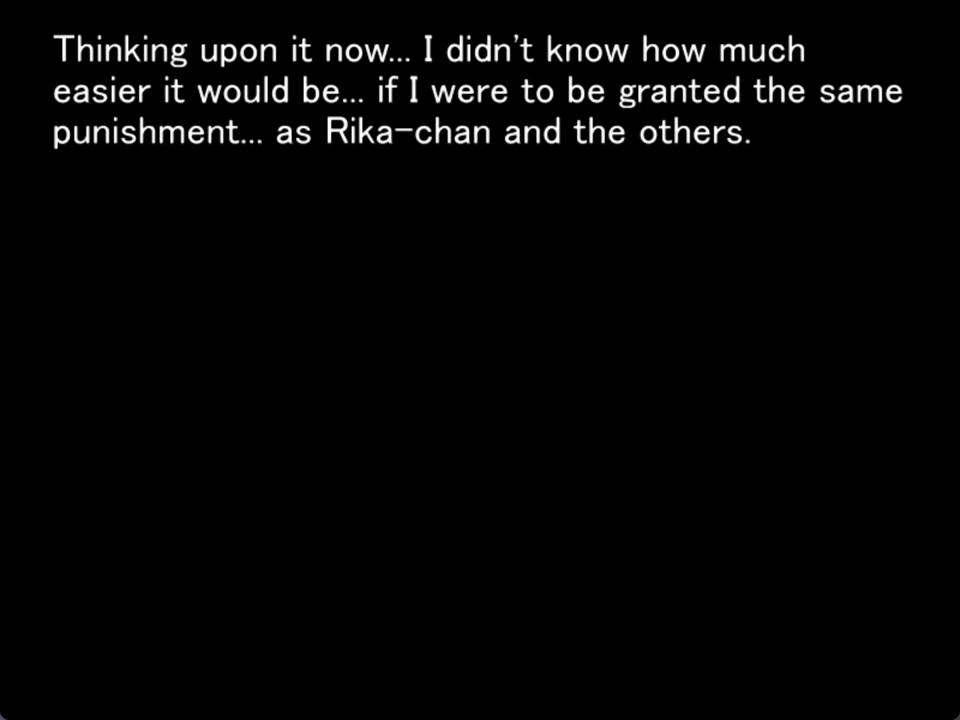 Thinking upon it now... I didn't know how much
easier it would be... if I were to be granted the same
punishment... as Rika-chan and the others.